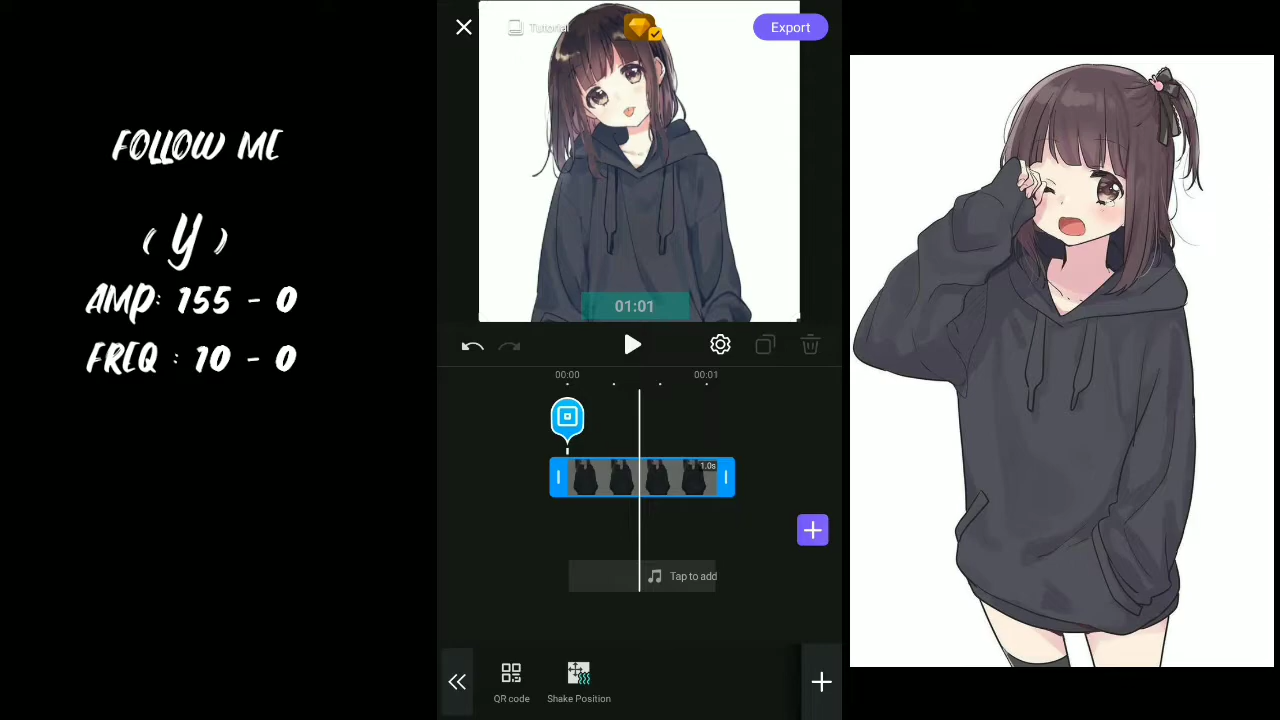 FOLLOW ME
( Y )
AMP: 155 - 0
FREQ : 10 - 0
Tutorial
Export
01:01
00:00
00:01
1.0s
Tap to add
QR code
Shake Position